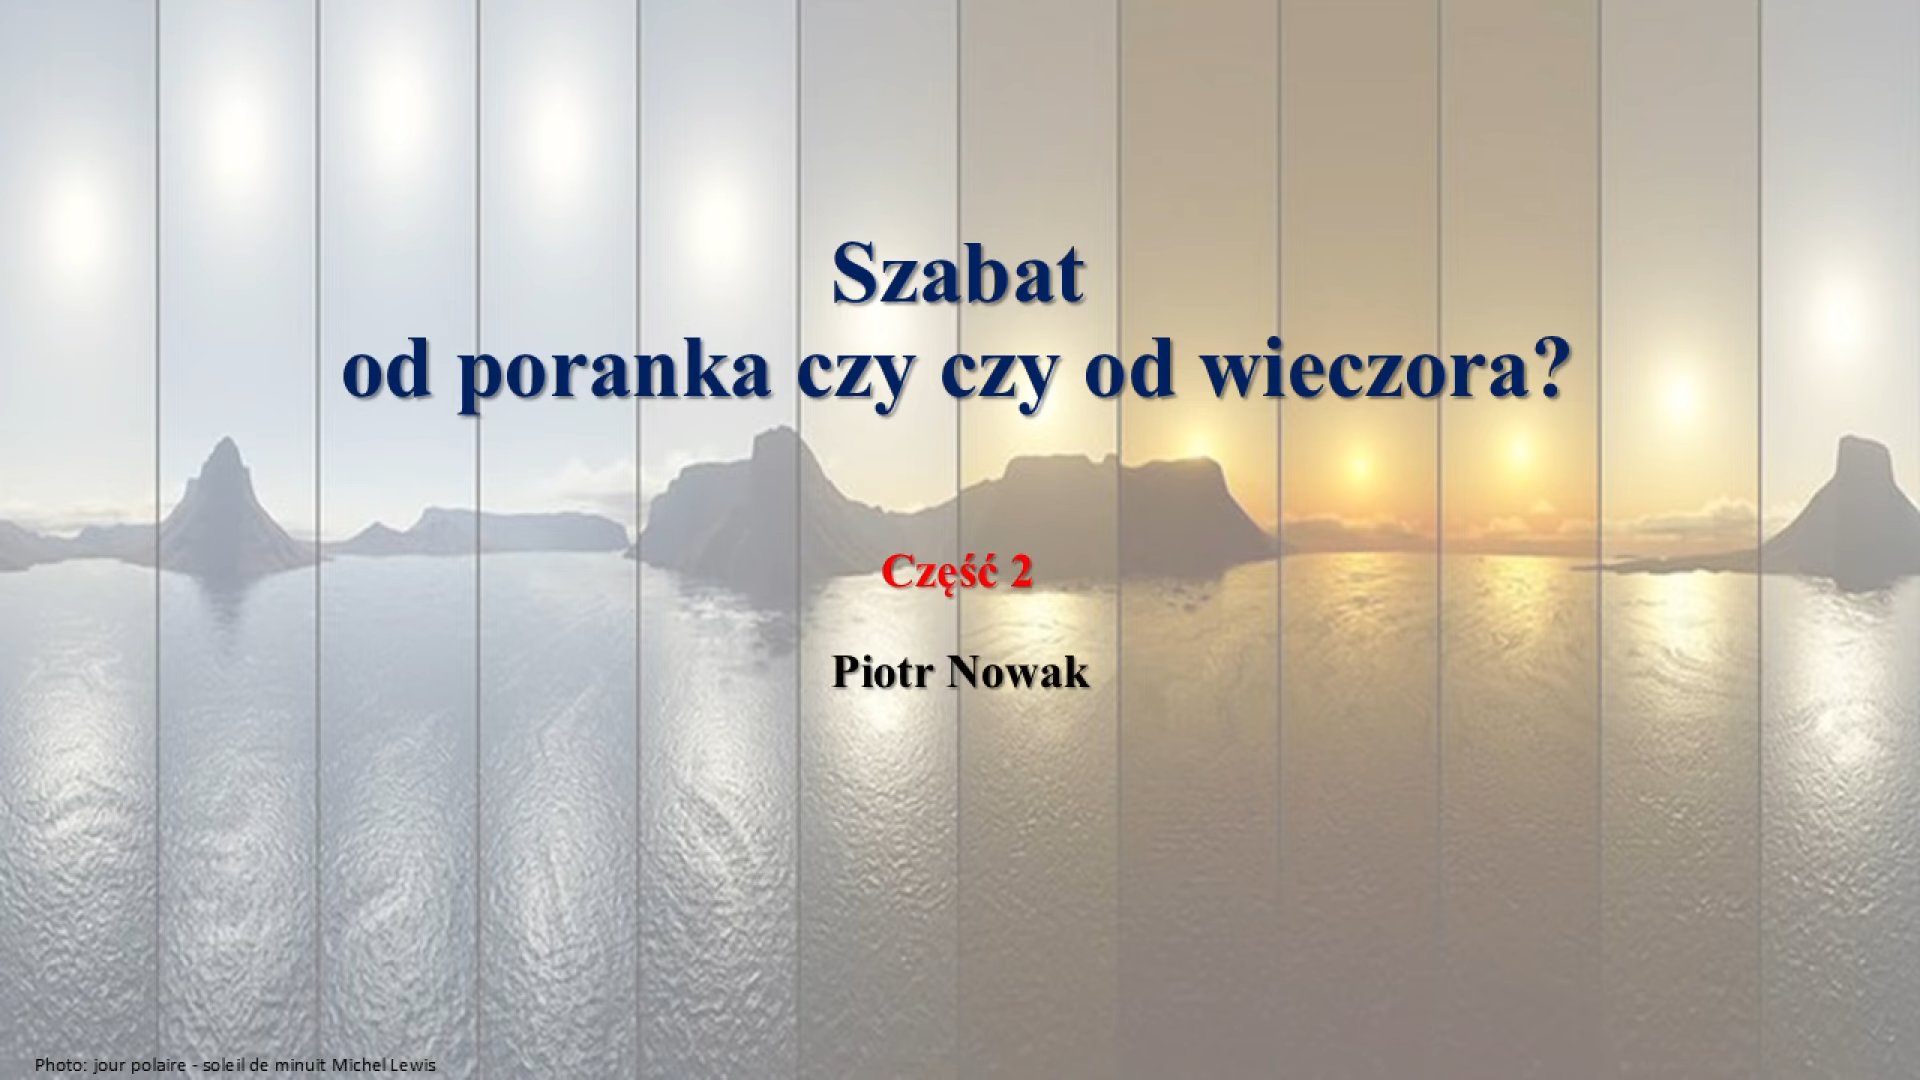 Szabat
od poranka czy czy od wieczora?
Część 2
Piotr Nowak
Photo: jour polaire - soleil de minuit Michel Lewis